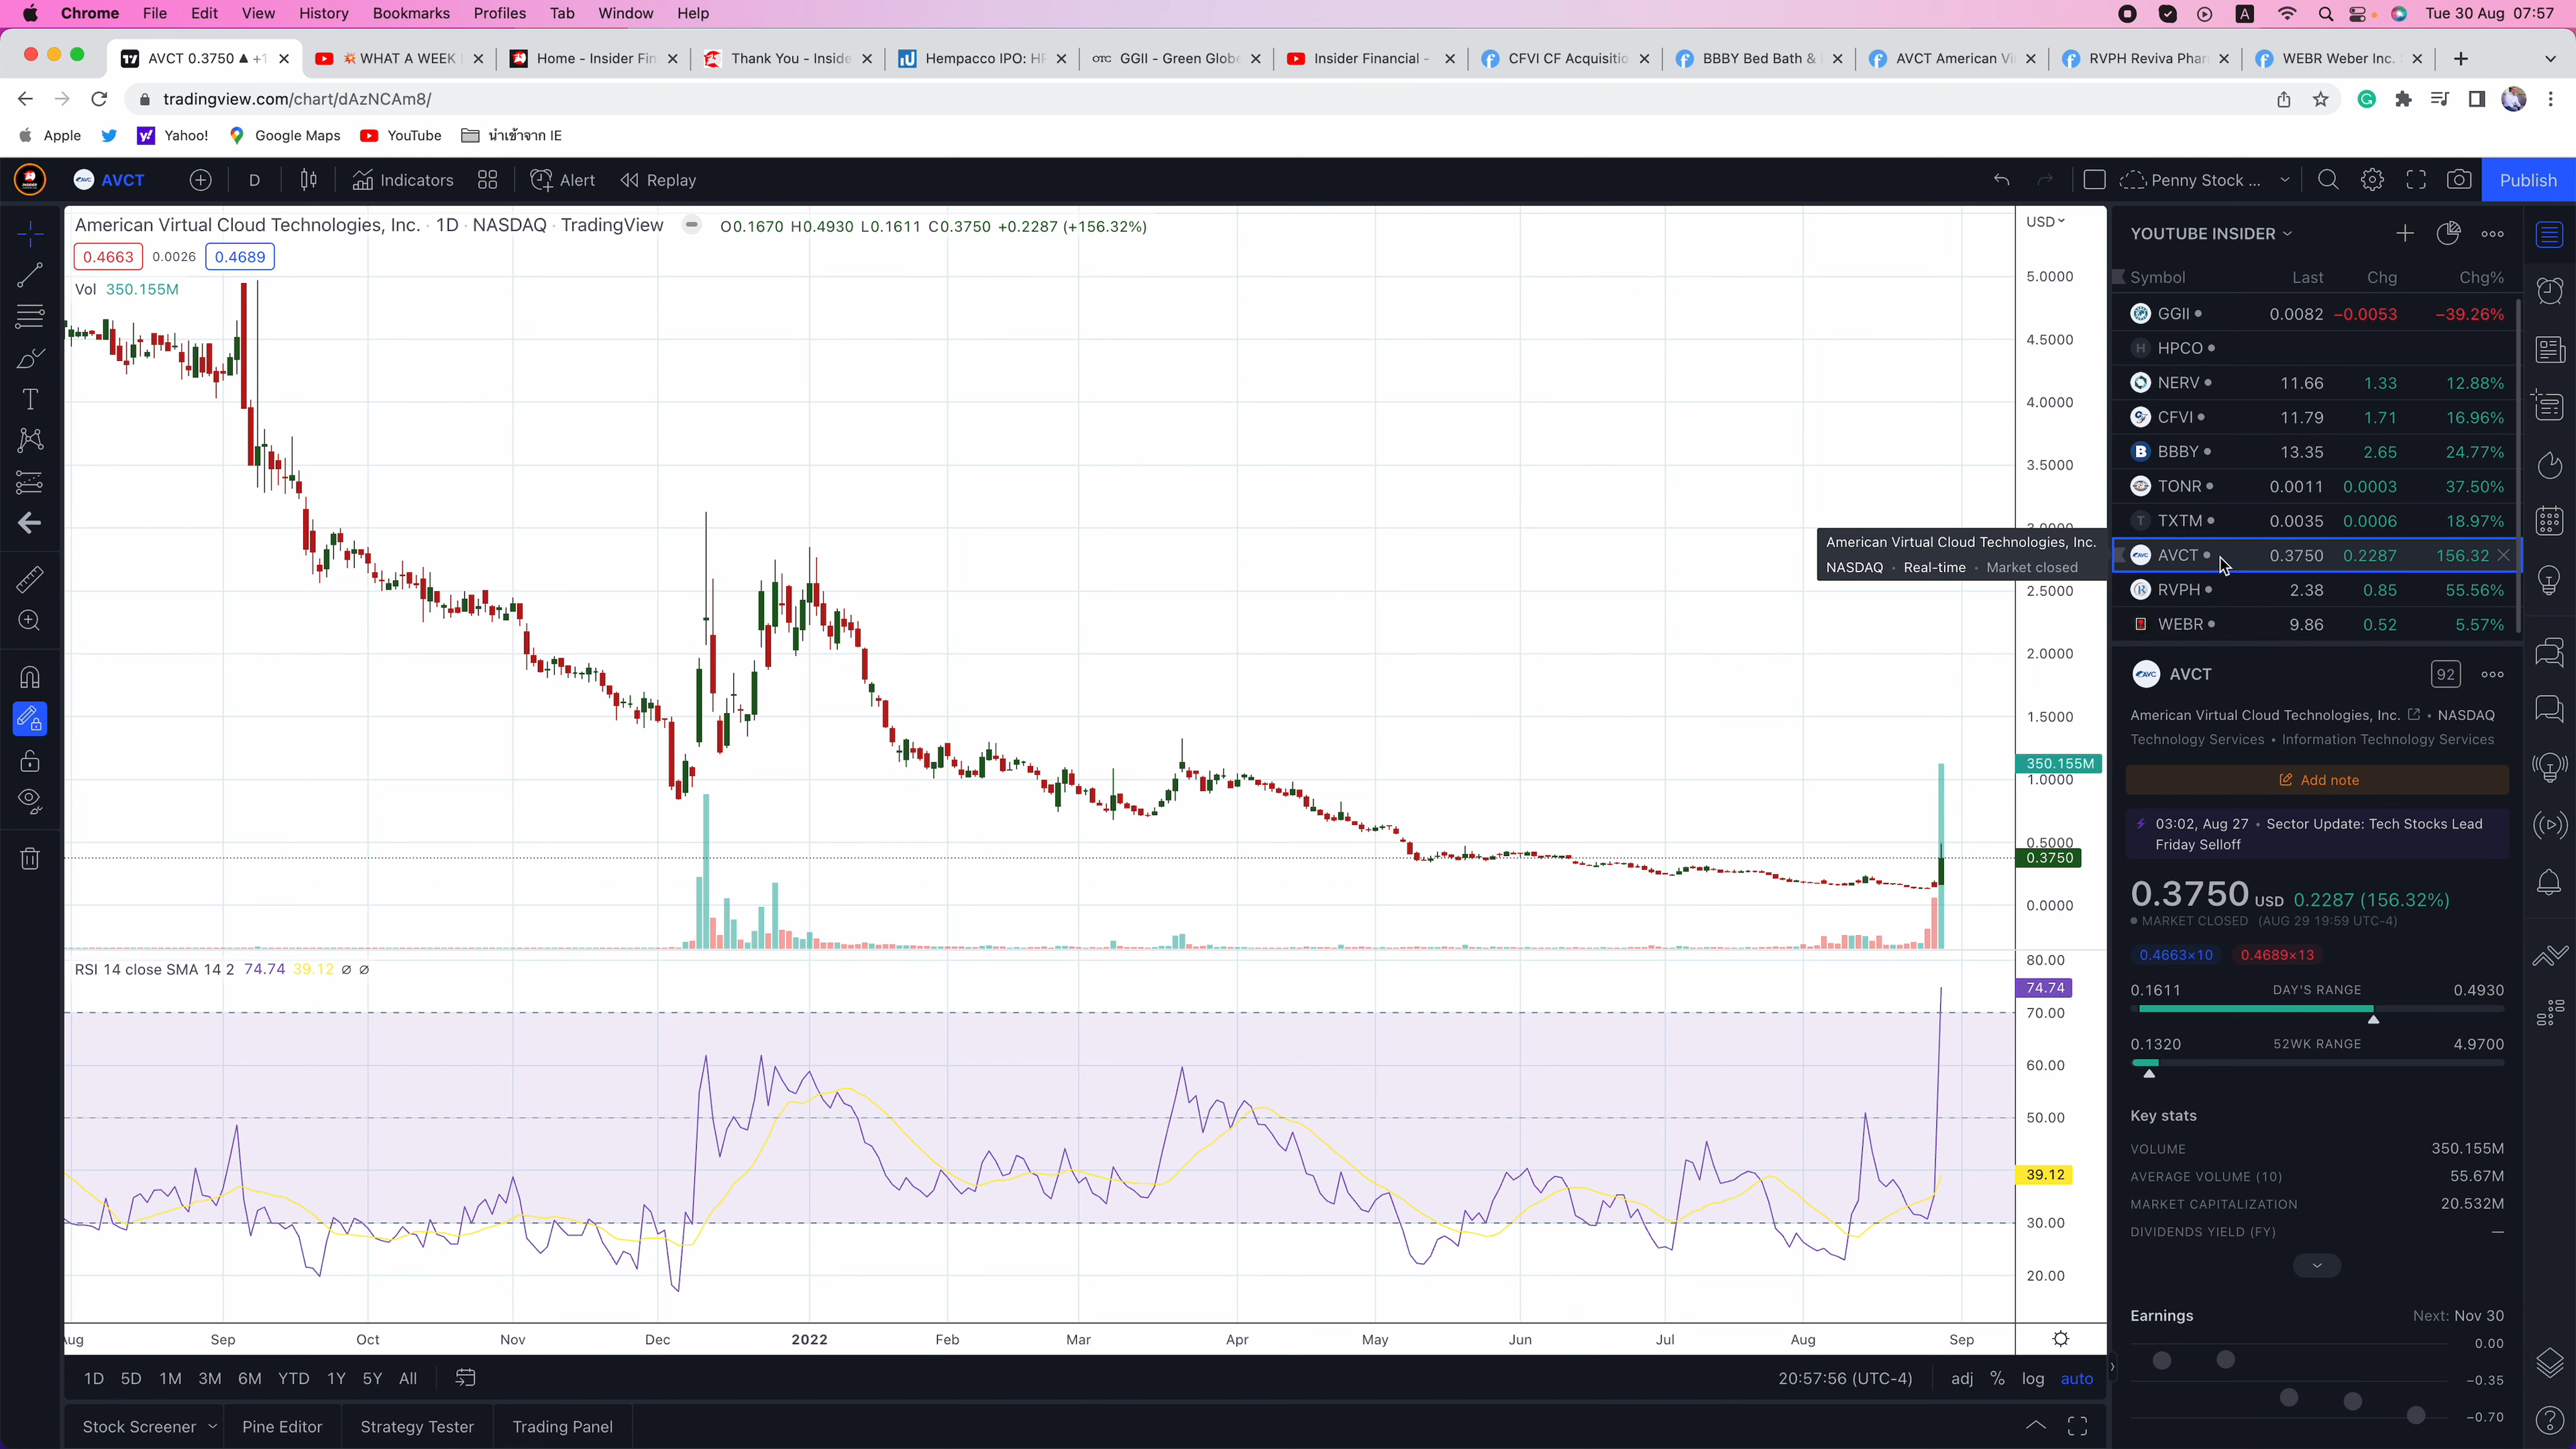 Chrome File Edit View History Bookmarks Profiles Tab Window Help
A Tue 30 Aug 07:57
AVCT 0.3750 ▲ +1
WHAT A WEEK
Home - Insider Fin
Thank You - Inside
Hempacco IPO: HP
OTC GGII - Green Globe
Insider Financial -
CFVI CF Acquisitio
BBBY Bed Bath &
AVCT American Vi
RVPH Reviva Phar
WEBR Weber Inc.
tradingview.com/chart/dAzNCAm8/
Apple Yahoo! Google Maps YouTube นำเข้าจาก IE
AVCT D Indicators Alert Replay Penny Stock ... Publish
American Virtual Cloud Technologies, Inc. · 1D · NASDAQ · TradingView O0.1670 H0.4930 L0.1611 C0.3750 +0.2287 (+156.32%)
0.4663 0.0026 0.4689
Vol 350.155M
USD
5.0000
4.5000
4.0000
3.5000
3.0000
2.5000
2.0000
1.5000
350.155M
1.0000
0.5000
0.3750
0.0000
American Virtual Cloud Technologies, Inc.
NASDAQ · Real-time · Market closed
RSI 14 close SMA 14 2 74.74 39.12 ∅ ∅
80.00
74.74
70.00
60.00
50.00
39.12
30.00
20.00
Aug Sep Oct Nov Dec 2022 Feb Mar Apr May Jun Jul Aug Sep
1D 5D 1M 3M 6M YTD 1Y 5Y All 20:57:56 (UTC-4) adj % log auto
Stock Screener Pine Editor Strategy Tester Trading Panel
YOUTUBE INSIDER
Symbol Last Chg Chg%
GGII 0.0082 −0.0053 −39.26%
H HPCO
NERV 11.66 1.33 12.88%
CFVI 11.79 1.71 16.96%
B BBBY 13.35 2.65 24.77%
TONR 0.0011 0.0003 37.50%
T TXTM 0.0035 0.0006 18.97%
AVCT 0.3750 0.2287 156.32
RVPH 2.38 0.85 55.56%
WEBR 9.86 0.52 5.57%
AVCT 92
American Virtual Cloud Technologies, Inc. • NASDAQ
Technology Services • Information Technology Services
Add note
03:02, Aug 27 • Sector Update: Tech Stocks Lead
Friday Selloff
0.3750 USD 0.2287 (156.32%)
MARKET CLOSED (AUG 29 19:59 UTC-4)
0.4663×10 0.4689×13
0.1611 DAY'S RANGE 0.4930
0.1320 52WK RANGE 4.9700
Key stats
VOLUME 350.155M
AVERAGE VOLUME (10) 55.67M
MARKET CAPITALIZATION 20.532M
DIVIDENDS YIELD (FY) —
Earnings Next: Nov 30
0.00
−0.35
−0.70